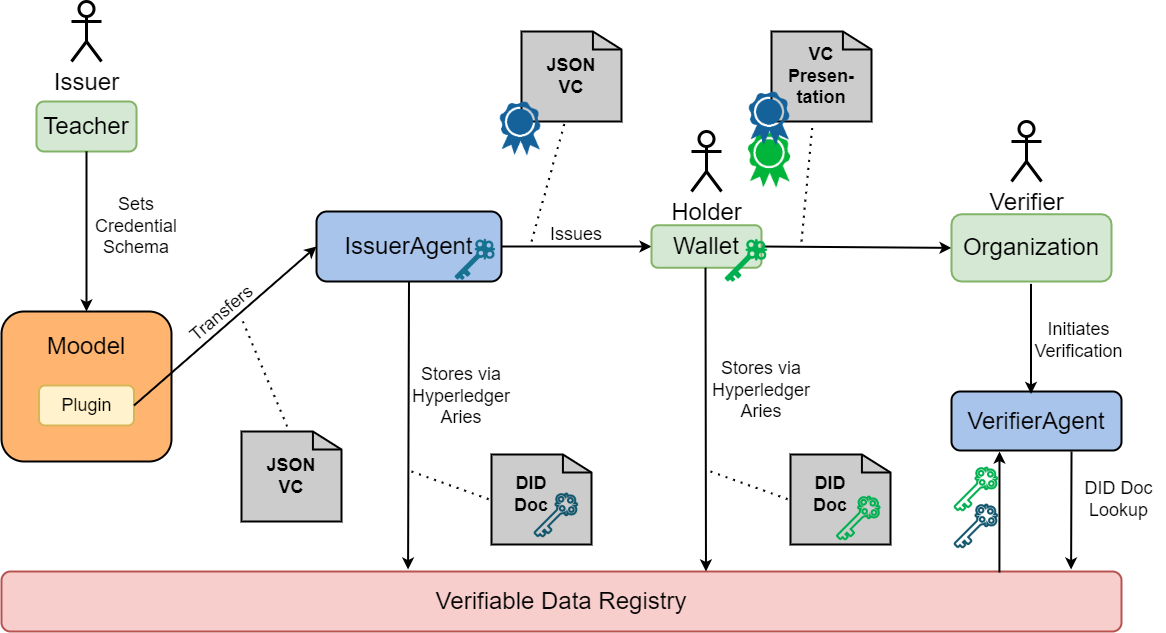 Issuer
Teacher
Sets
Credential
Schema
Moodel
Plugin
Transfers
JSON
VC
IssuerAgent
Issues
JSON
VC
Stores via
Hyperledger
Aries
DID
Doc
Holder
Wallet
VC
Presen-
tation
Stores via
Hyperledger
Aries
DID
Doc
Verifier
Organization
Initiates
Verification
VerifierAgent
DID Doc
Lookup
Verifiable Data Registry